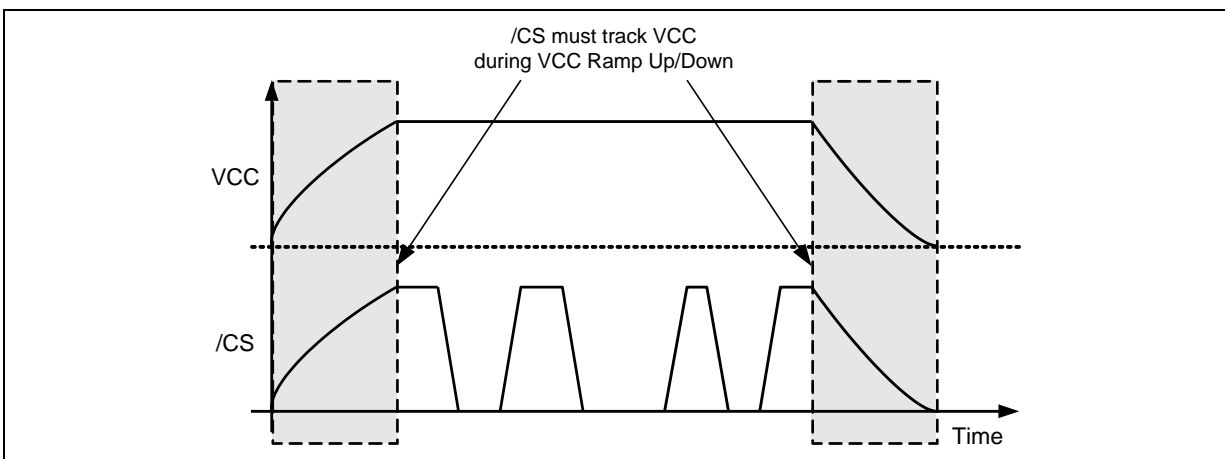 /CS must track VCC
during VCC Ramp Up/Down
VCC
/CS
Time